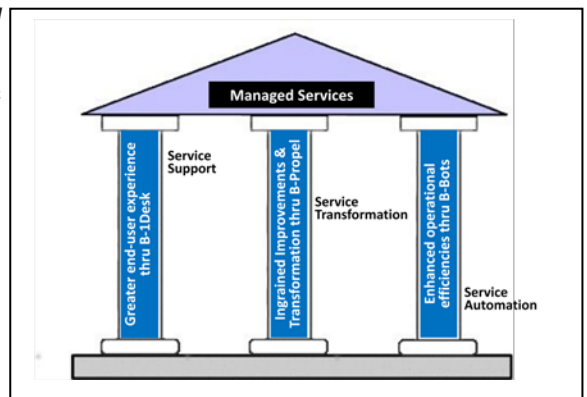 Managed Services
Greater end-user experience
thru B-1Desk
Service
Support
Ingrained Improvements &
Transformation thru B-Propel
Service
Transformation
Enhanced operational
efficiencies thru B-Bots
Service
Automation